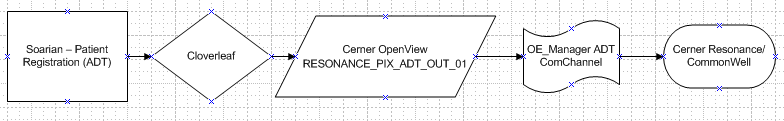 Soarian – Patient
Registration (ADT)
Cloverleaf
Cerner OpenView
RESONANCE_PIX_ADT_OUT_01
OE_Manager ADT
ComChannel
Cerner Resonance/
CommonWell